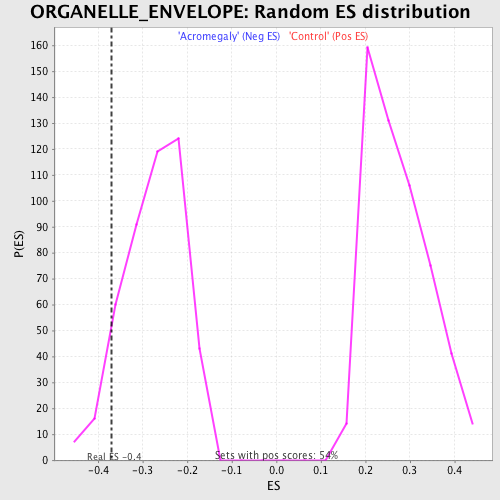 ORGANELLE_ENVELOPE: Random ES distribution
'Acromegaly' (Neg ES) 'Control' (Pos ES)
160
150
140
130
120
110
100
90
80
70
60
50
40
30
20
10
0
P(ES)
Real ES -0.4
Sets with pos scores: 54%
-0.4 -0.3 -0.2 -0.1 0.0 0.1 0.2 0.3 0.4
ES